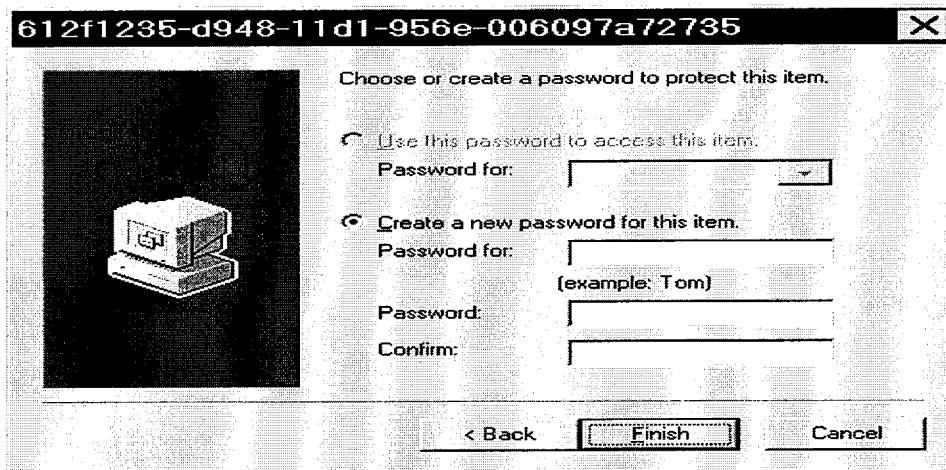 612f1235-d948-11d1-956e-006097a72735
Choose or create a password to protect this item.
Use this password to access this item.
Password for:
Create a new password for this item.
Password for:
(example: Tom)
Password:
Confirm:
< Back Finish Cancel